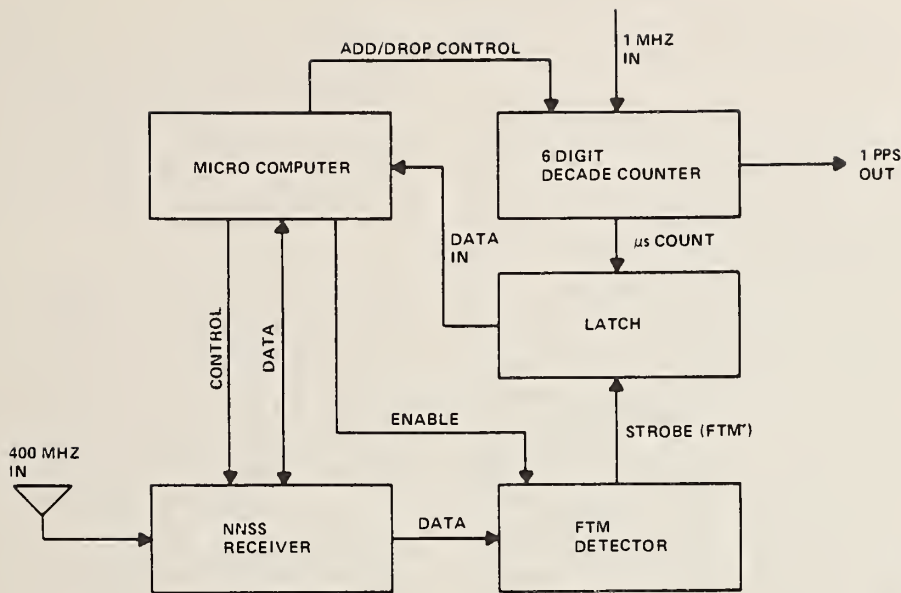 ADD/DROP CONTROL
1 MHZ
IN
MICRO COMPUTER
6 DIGIT
DECADE COUNTER
1 PPS
OUT
DATA
IN
μs COUNT
LATCH
CONTROL
DATA
ENABLE
STROBE (FTM')
400 MHZ
IN
NNSS
RECEIVER
DATA
FTM
DETECTOR